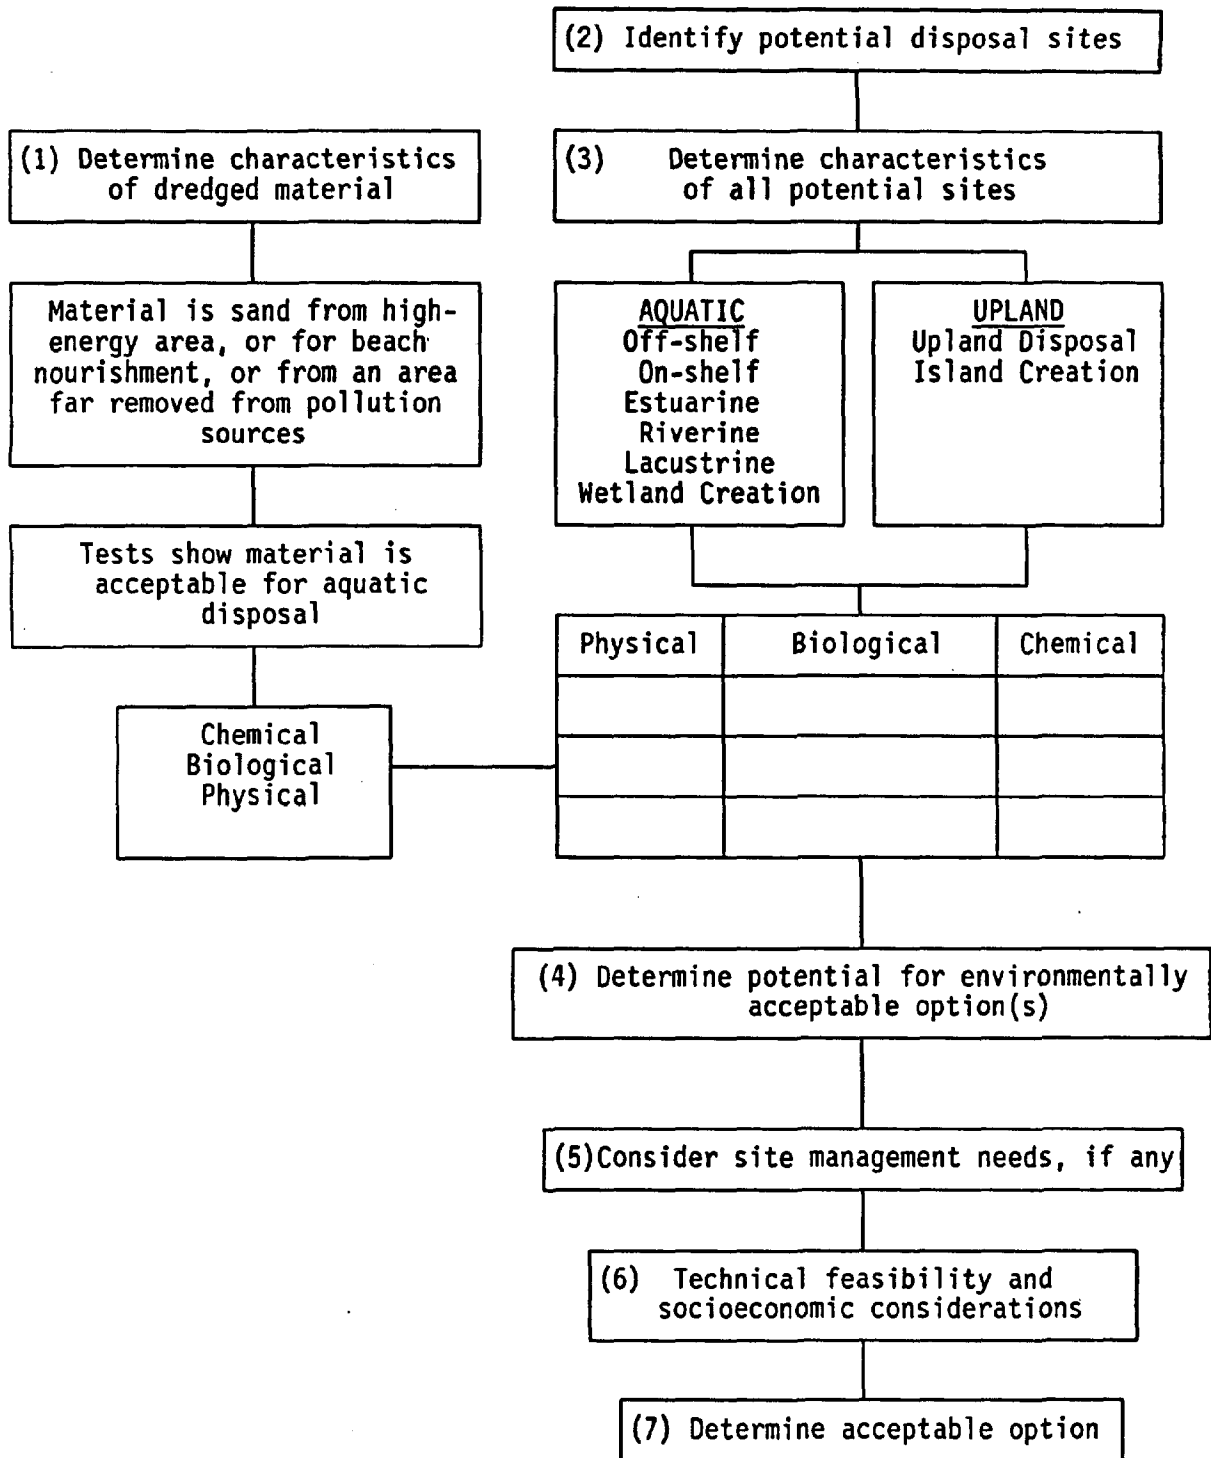 (2) Identify potential disposal sites
(1) Determine characteristics
of dredged material
(3) Determine characteristics
of all potential sites
Material is sand from high-
energy area, or for beach
nourishment, or from an area
far removed from pollution
sources
AQUATIC
Off-shelf
On-shelf
Estuarine
Riverine
Lacustrine
Wetland Creation
UPLAND
Upland Disposal
Island Creation
Tests show material is
acceptable for aquatic
disposal
Physical Biological Chemical
Chemical
Biological
Physical
(4) Determine potential for environmentally
acceptable option(s)
(5)Consider site management needs, if any
(6) Technical feasibility and
socioeconomic considerations
(7) Determine acceptable option